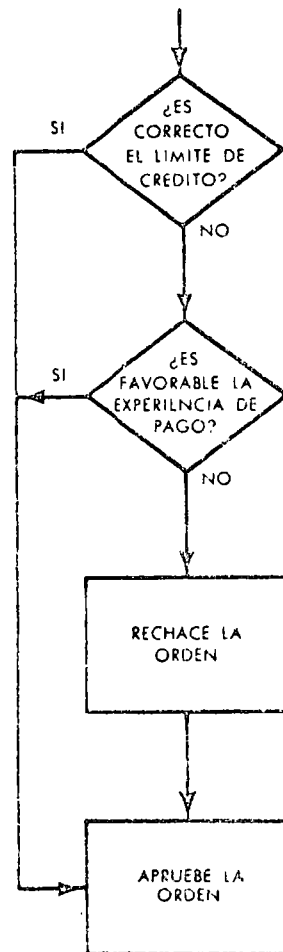 ¿ES
CORRECTO
EL LIMITE DE
CREDITO?
SI
NO
¿ES
FAVORABLE LA
EXPERILNCIA DE
PAGO?
SI
NO
RECHACE LA
ORDEN
APRUEBE LA
ORDEN